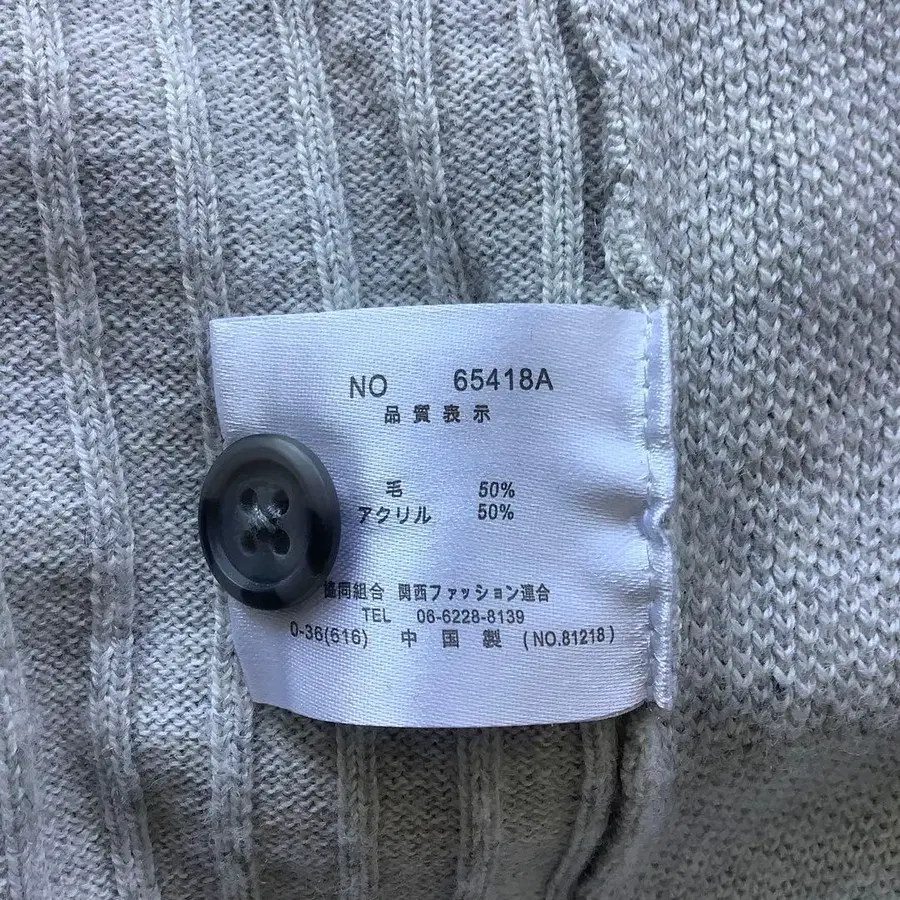 NO 65418A
品質表示
毛 50%
アクリル 50%
協同組合 関西ファッション連合
TEL 06-6228-8139
0-36(616) 中国製 (NO.81218)